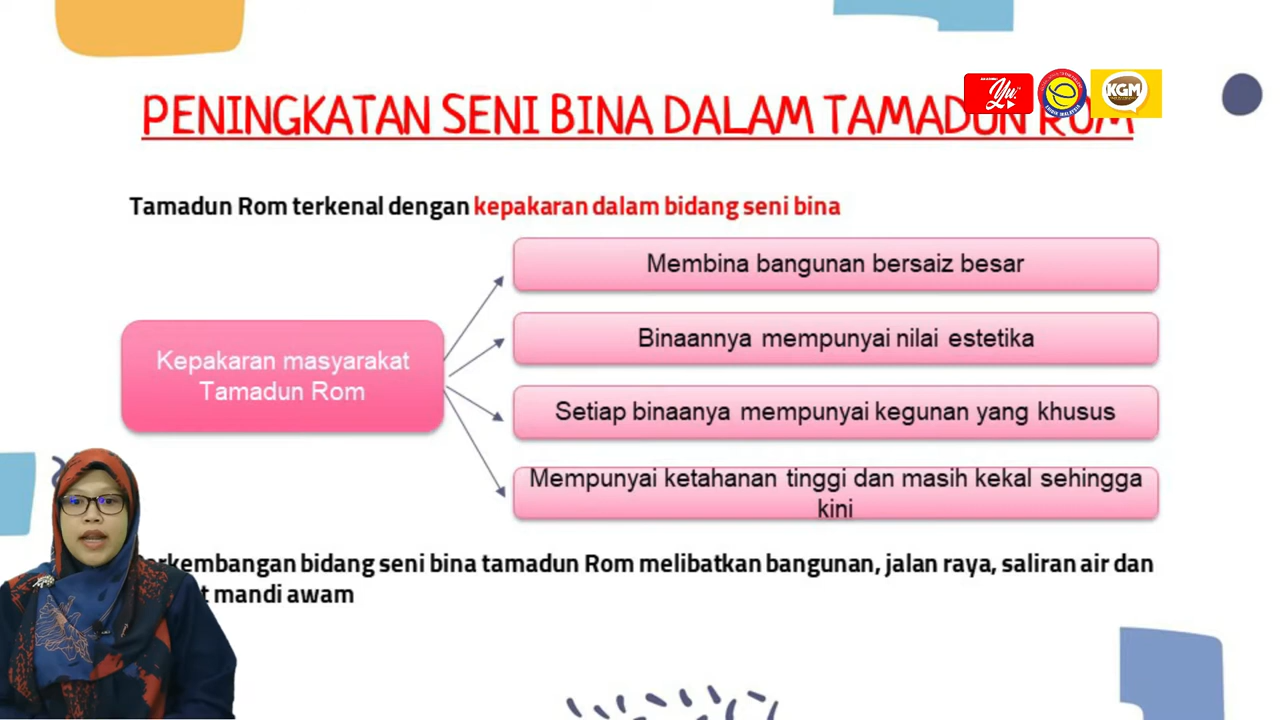 PENINGKATAN SENI BINA DALAM TAMADUN ROM
KGM
Tamadun Rom terkenal dengan kepakaran dalam bidang seni bina
Membina bangunan bersaiz besar
Binaannya mempunyai nilai estetika
Kepakaran masyarakat
Tamadun Rom
Setiap binaanya mempunyai kegunan yang khusus
Mempunyai ketahanan tinggi dan masih kekal sehingga
kini
bidang seni bina tamadun Rom melibatkan bangunan, jalan raya, saliran air dan
mandi awam